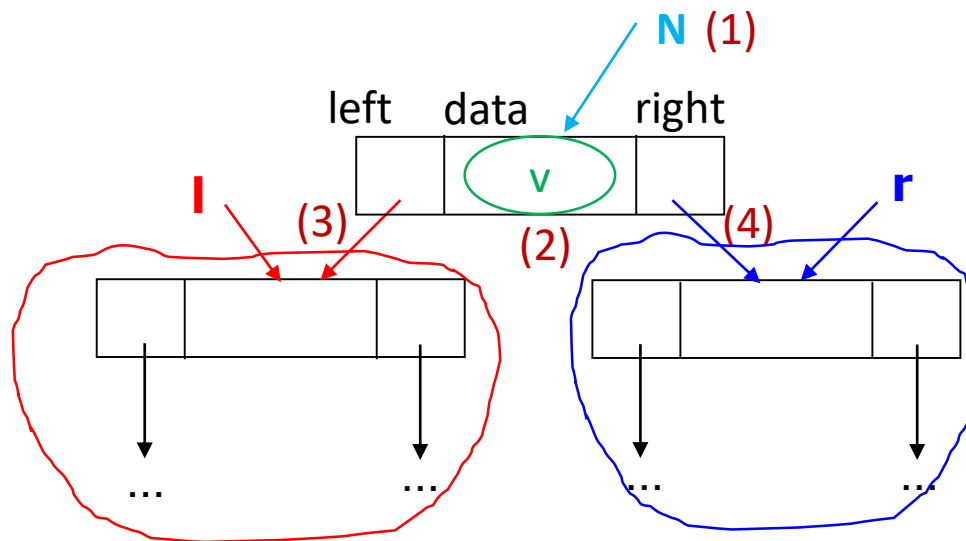 N (1)
left data right
v
l (3) (2) (4) r
... ... ... ...